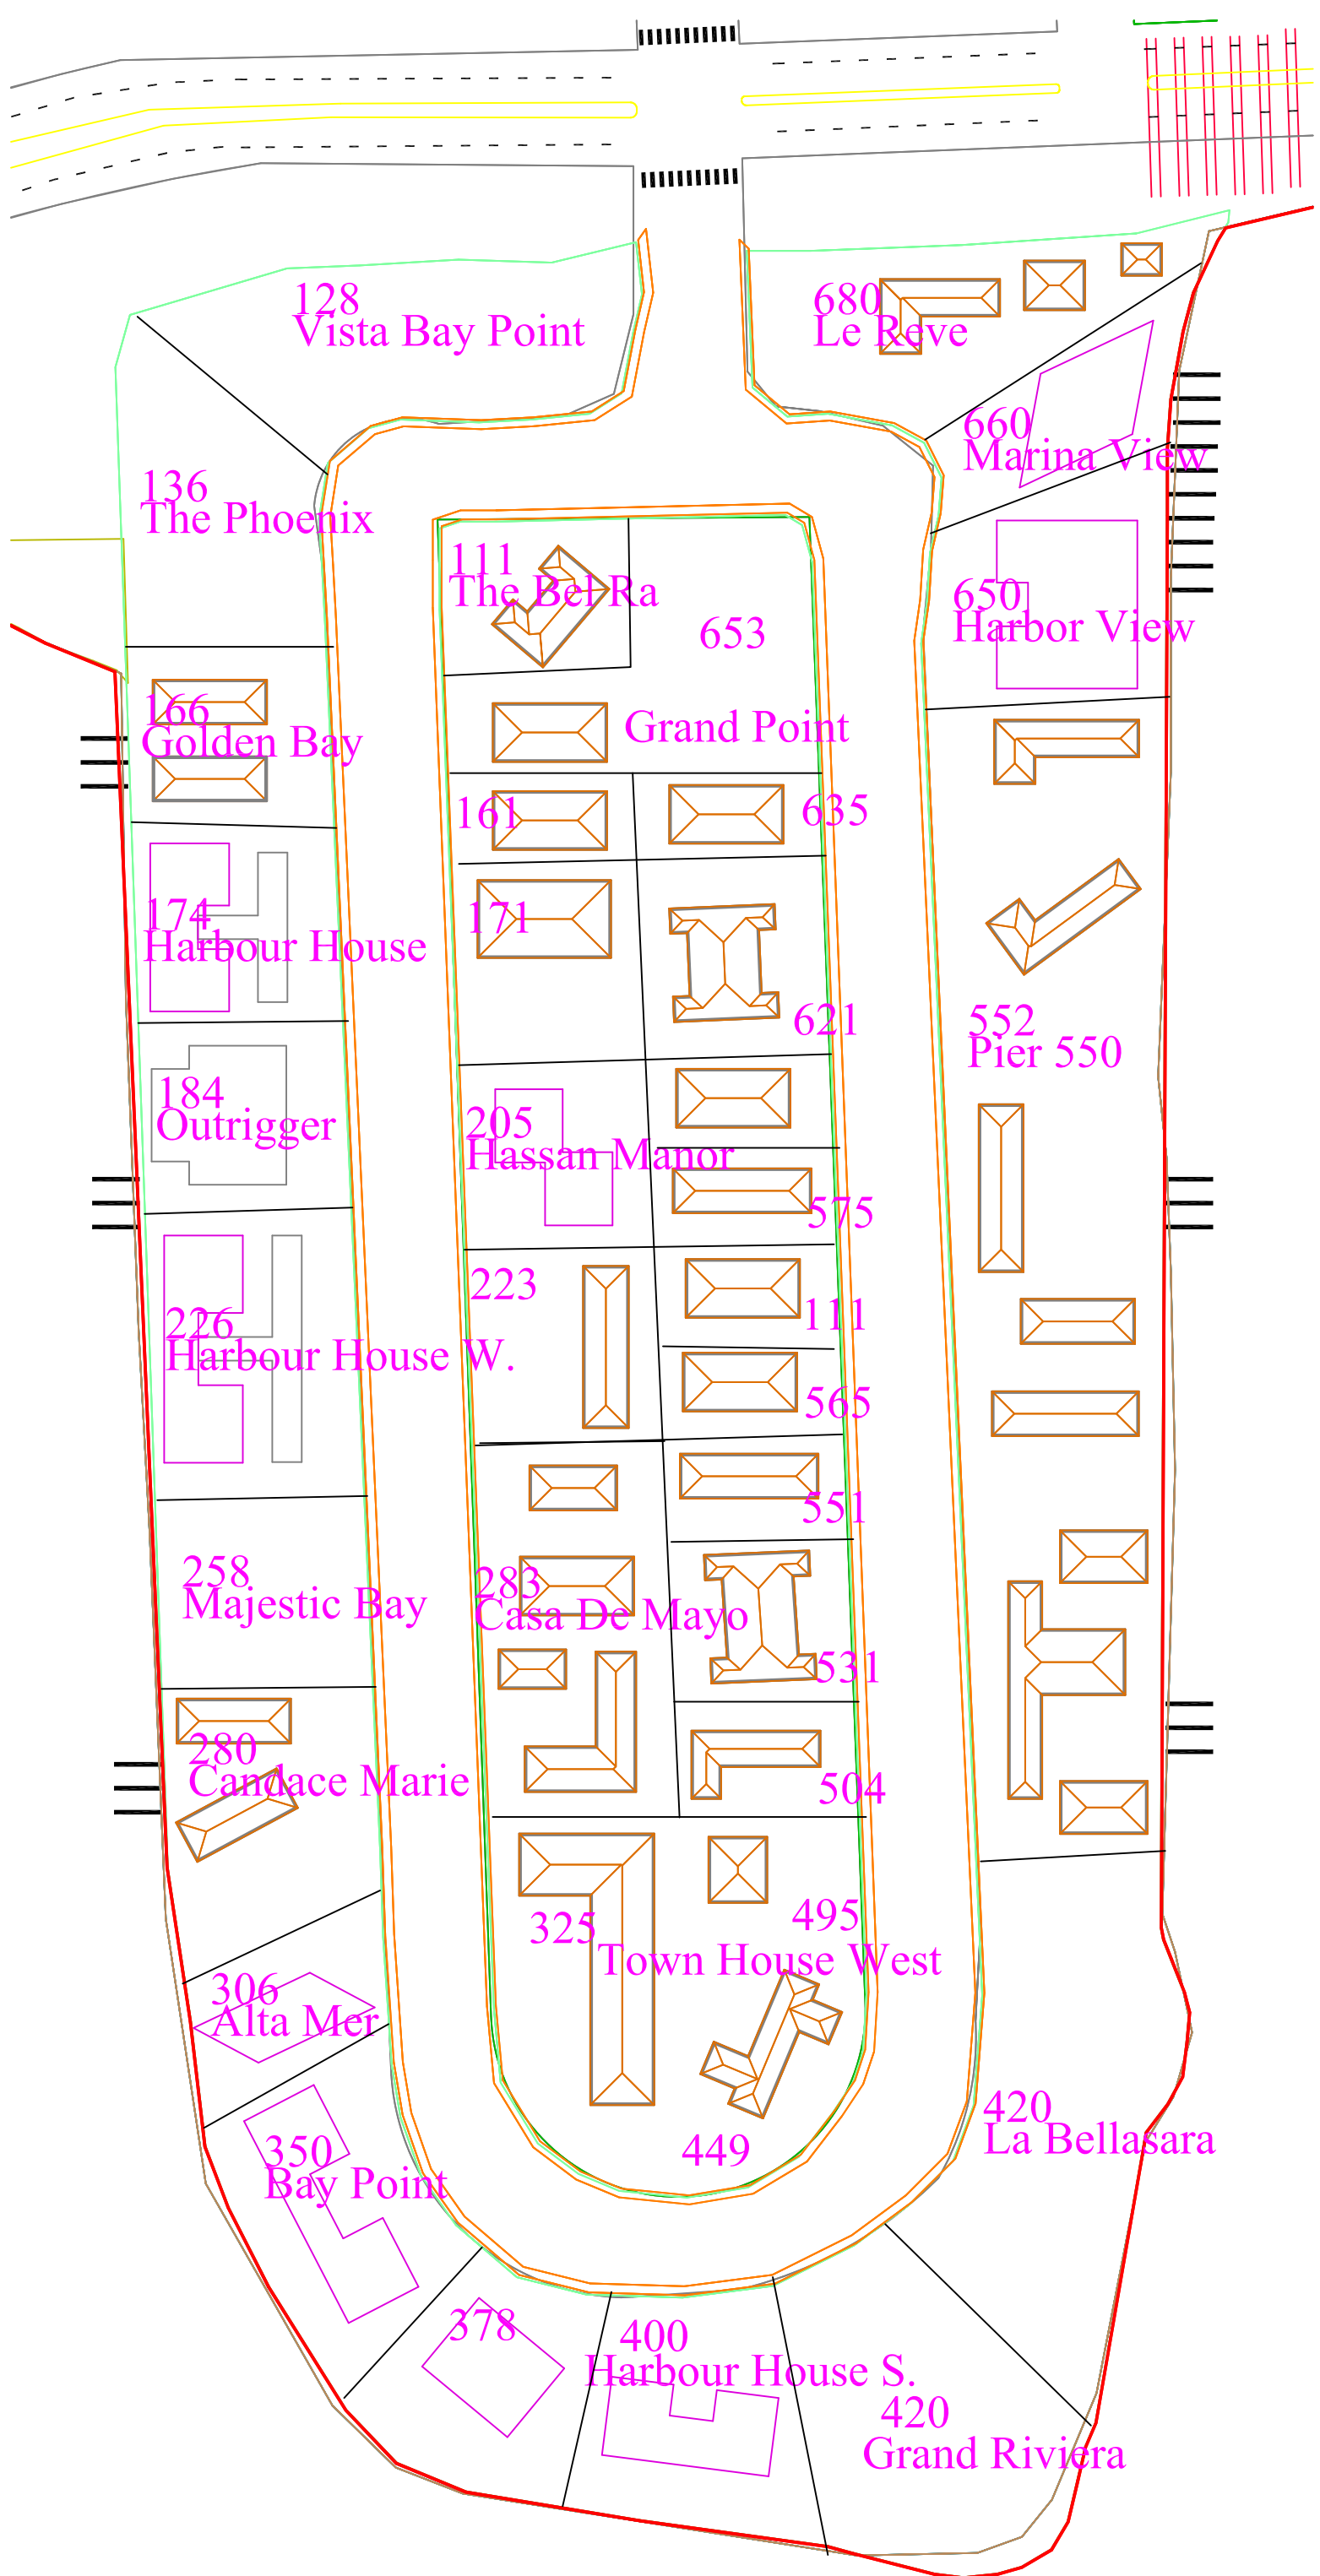 128
Vista Bay Point
680
Le Reve
660
Marina View
136
The Phoenix
111
The Bel Ra
653
650
Harbor View
166
Golden Bay
Grand Point
161
635
174
Harbour House
171
621
552
Pier 550
184
Outrigger
205
Hassan Manor
575
223
226
Harbour House W.
111
565
551
258
Majestic Bay
283
Casa De Mayo
531
280
Candace Marie
504
325
495
Town House West
306
Alta Mer
420
La Bellasara
350
Bay Point
449
378
400
Harbour House S.
420
Grand Riviera